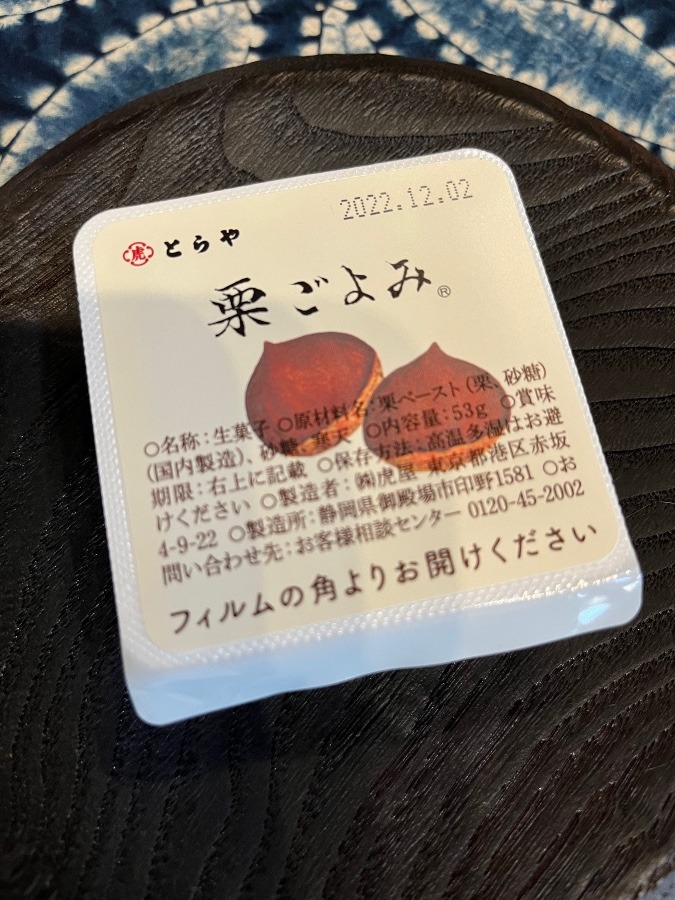 2022.12.02
虎 とらや
栗ごよみ®
○名称:生菓子 ○原材料名:栗ペースト(栗、砂糖)
(国内製造)、砂糖、寒天 ○内容量:53g ○賞味
期限:右上に記載 ○保存方法:高温多湿はお避
けください ○製造者:㈱虎屋 東京都港区赤坂
4-9-22 ○製造所:静岡県御殿場市印野1581 ○お
問い合わせ先:お客様相談センター 0120-45-2002
フィルムの角よりお開けください